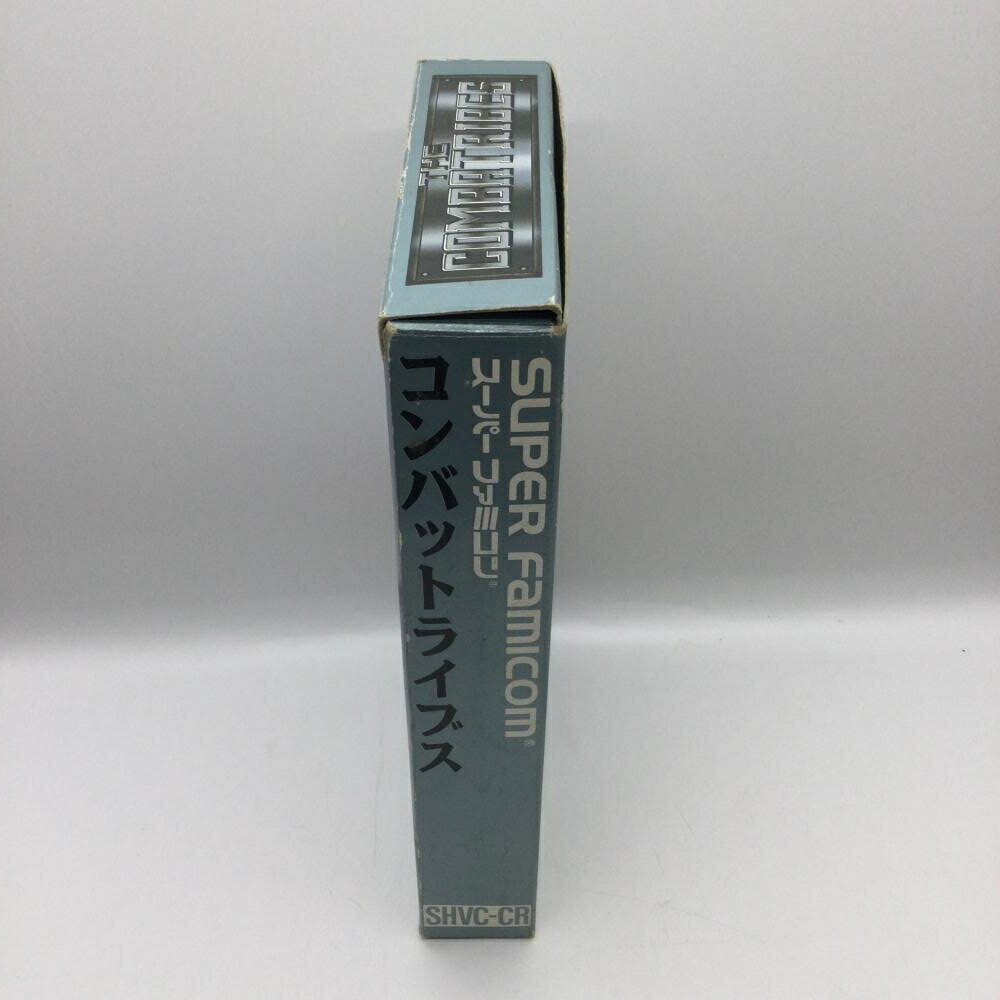 THE
COMBATRIBES
SUPER FAMICOM®
スーパーファミコン®
コンバットライブス
SHVC-CR